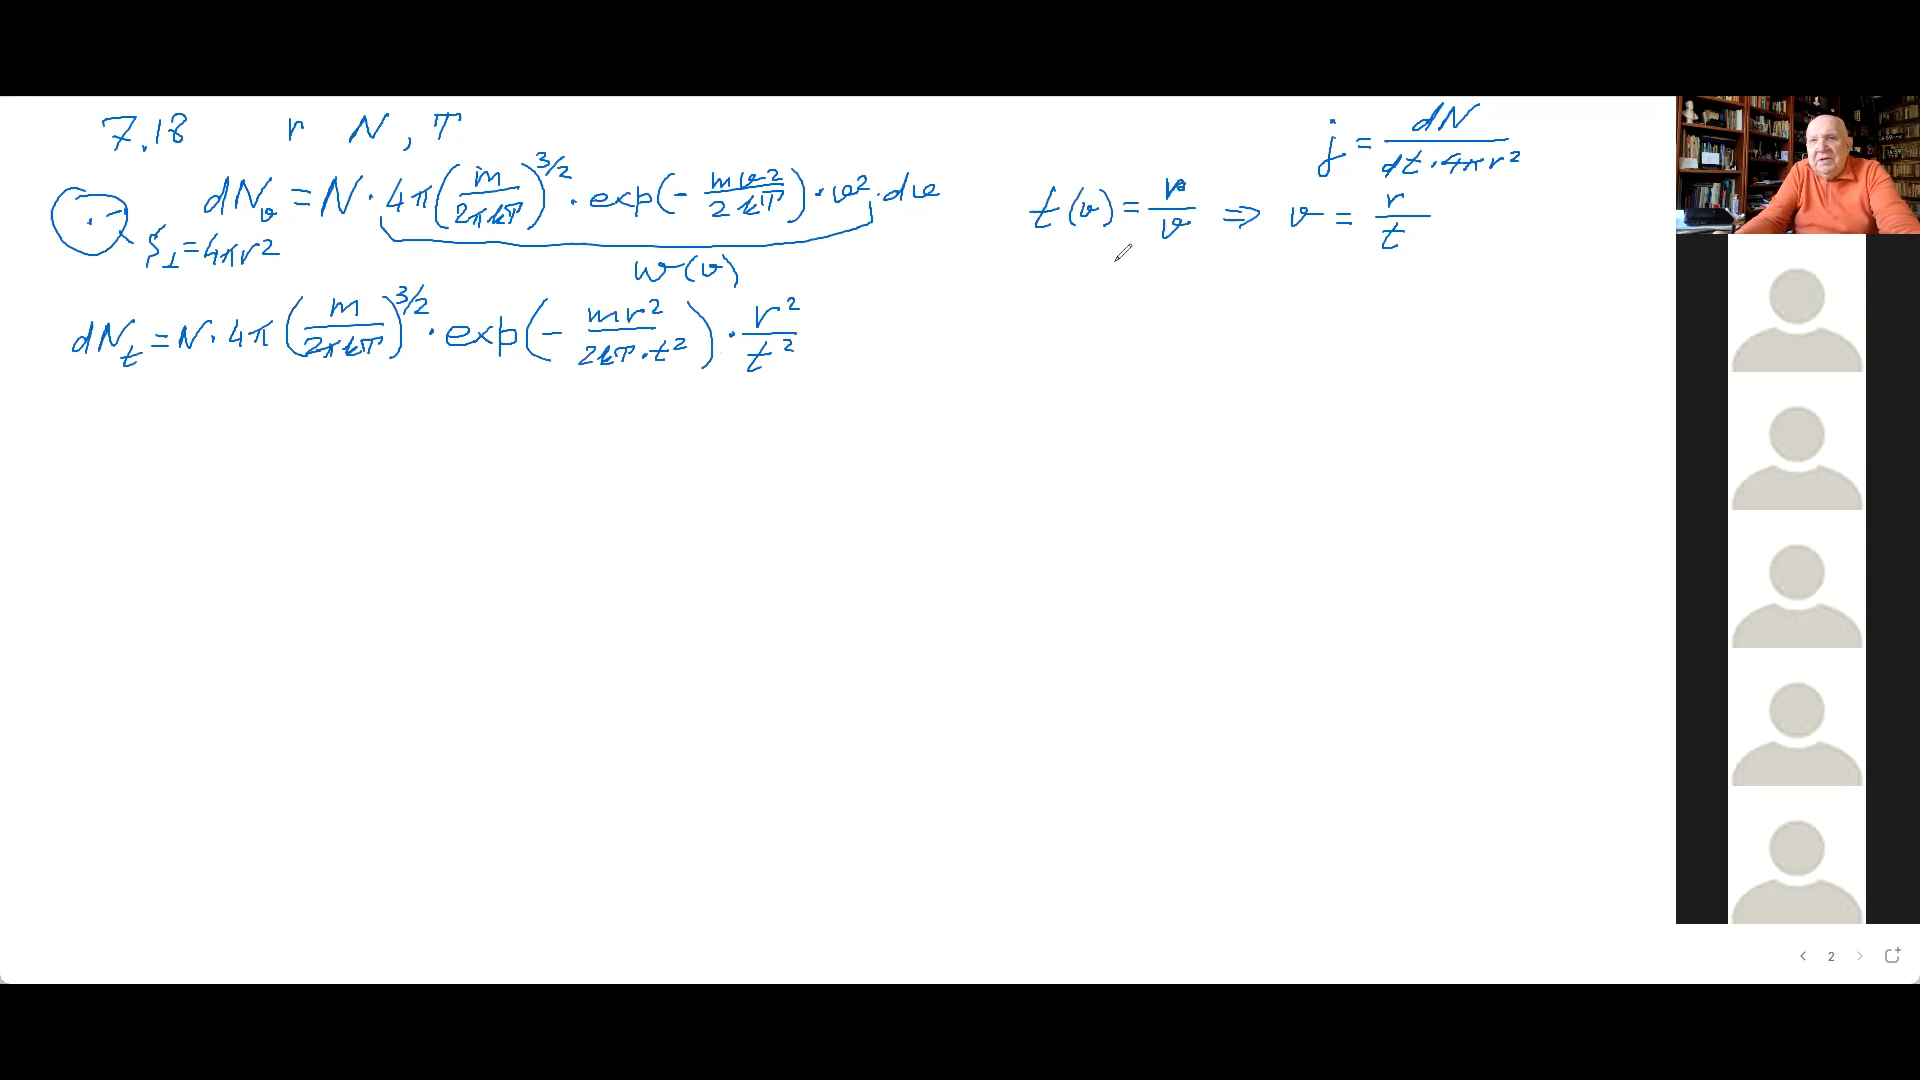 7.18 r N, T
dN_v = N · 4π (m / 2πkT)^{3/2} · exp(- mv² / 2kT) · v² · dv
S_⊥ = 4πr²
w(v)
dN_t = N · 4π (m / 2πkT)^{3/2} · exp(- mr² / 2kT · t²) · r² / t²
j = dN / dt · 4πr²
t(v) = r / v ⇒ v = r / t
2